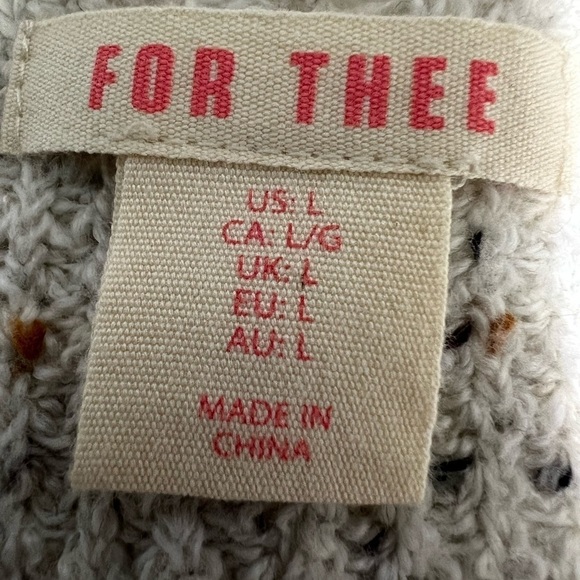 FOR THEE
US: L
CA: L/G
UK: L
EU: L
AU: L
MADE IN
CHINA